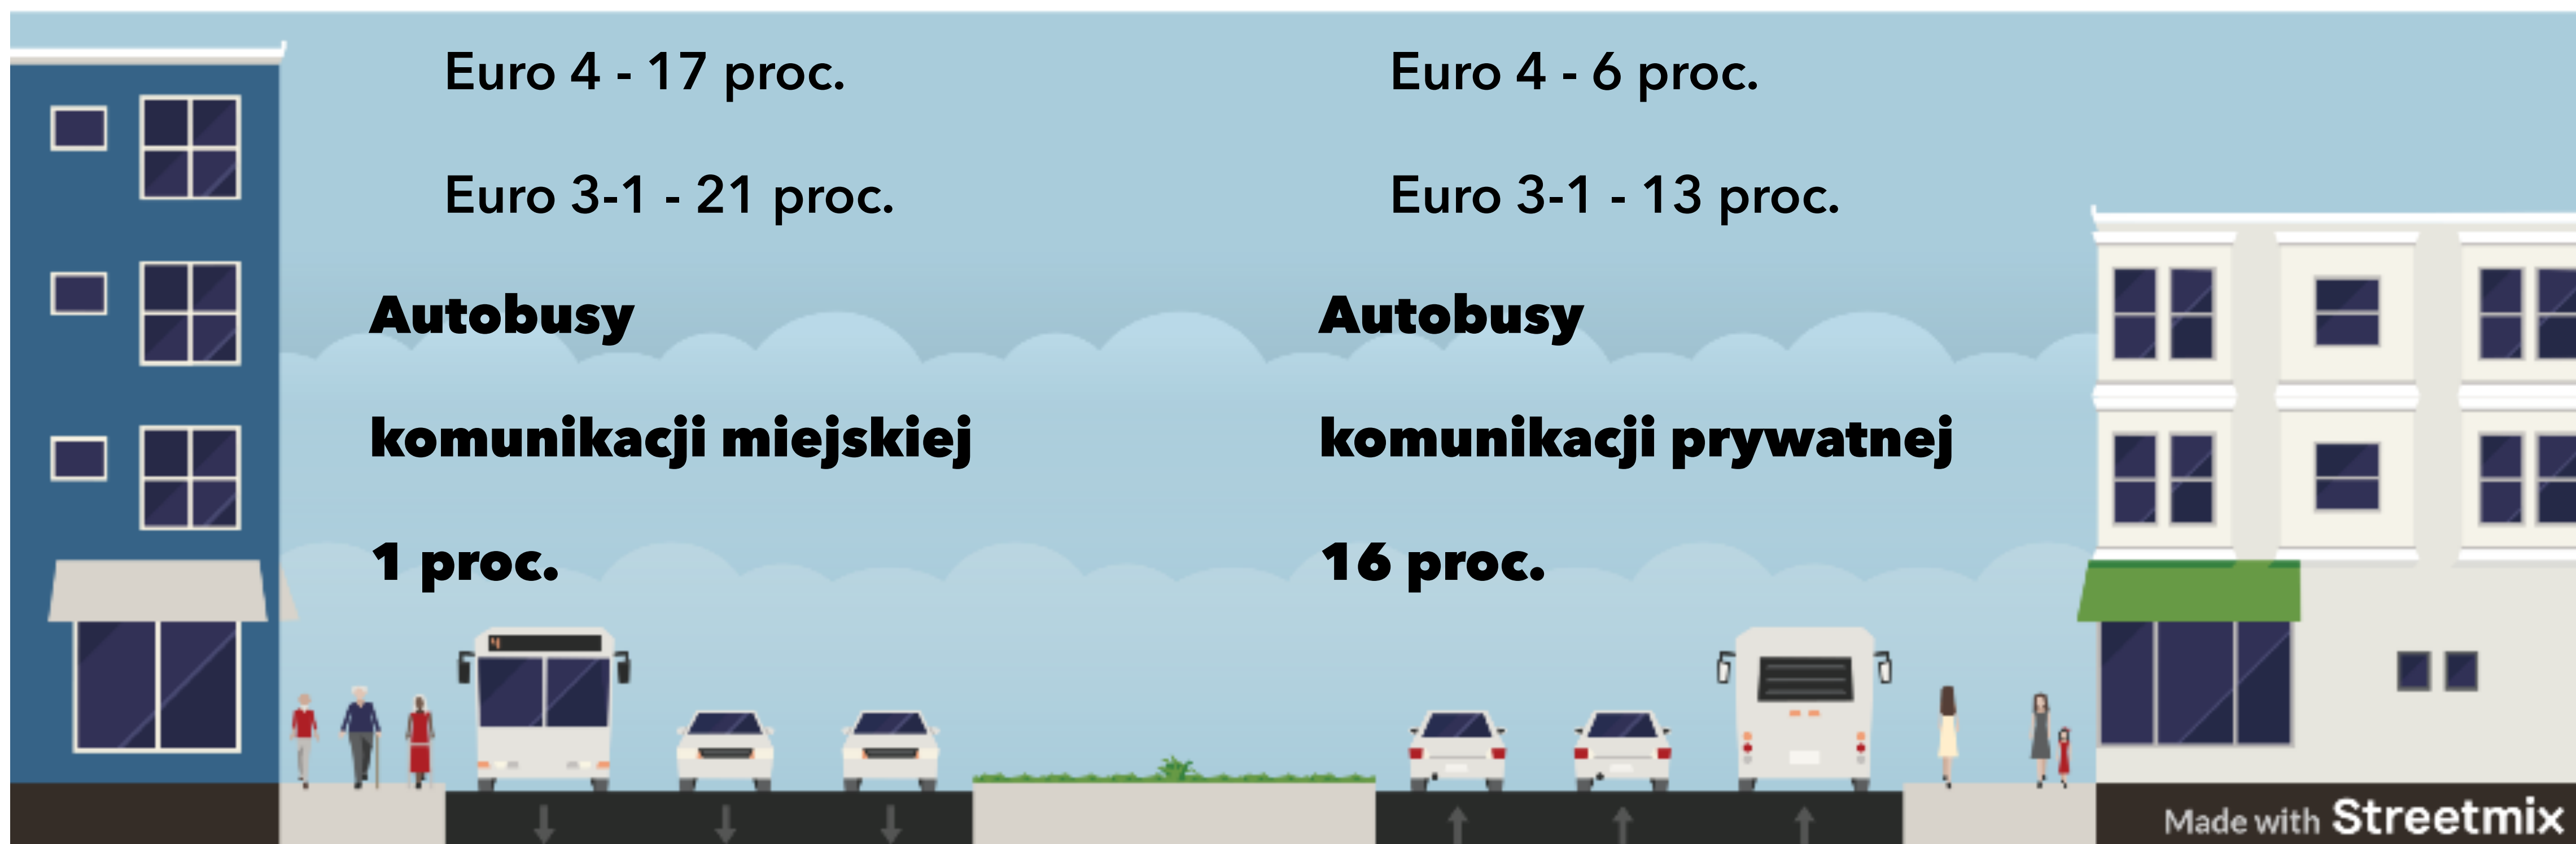 Euro 4 - 17 proc.
Euro 3-1 - 21 proc.
Autobusy
komunikacji miejskiej
1 proc.
Euro 4 - 6 proc.
Euro 3-1 - 13 proc.
Autobusy
komunikacji prywatnej
16 proc.
4
Made with Streetmix